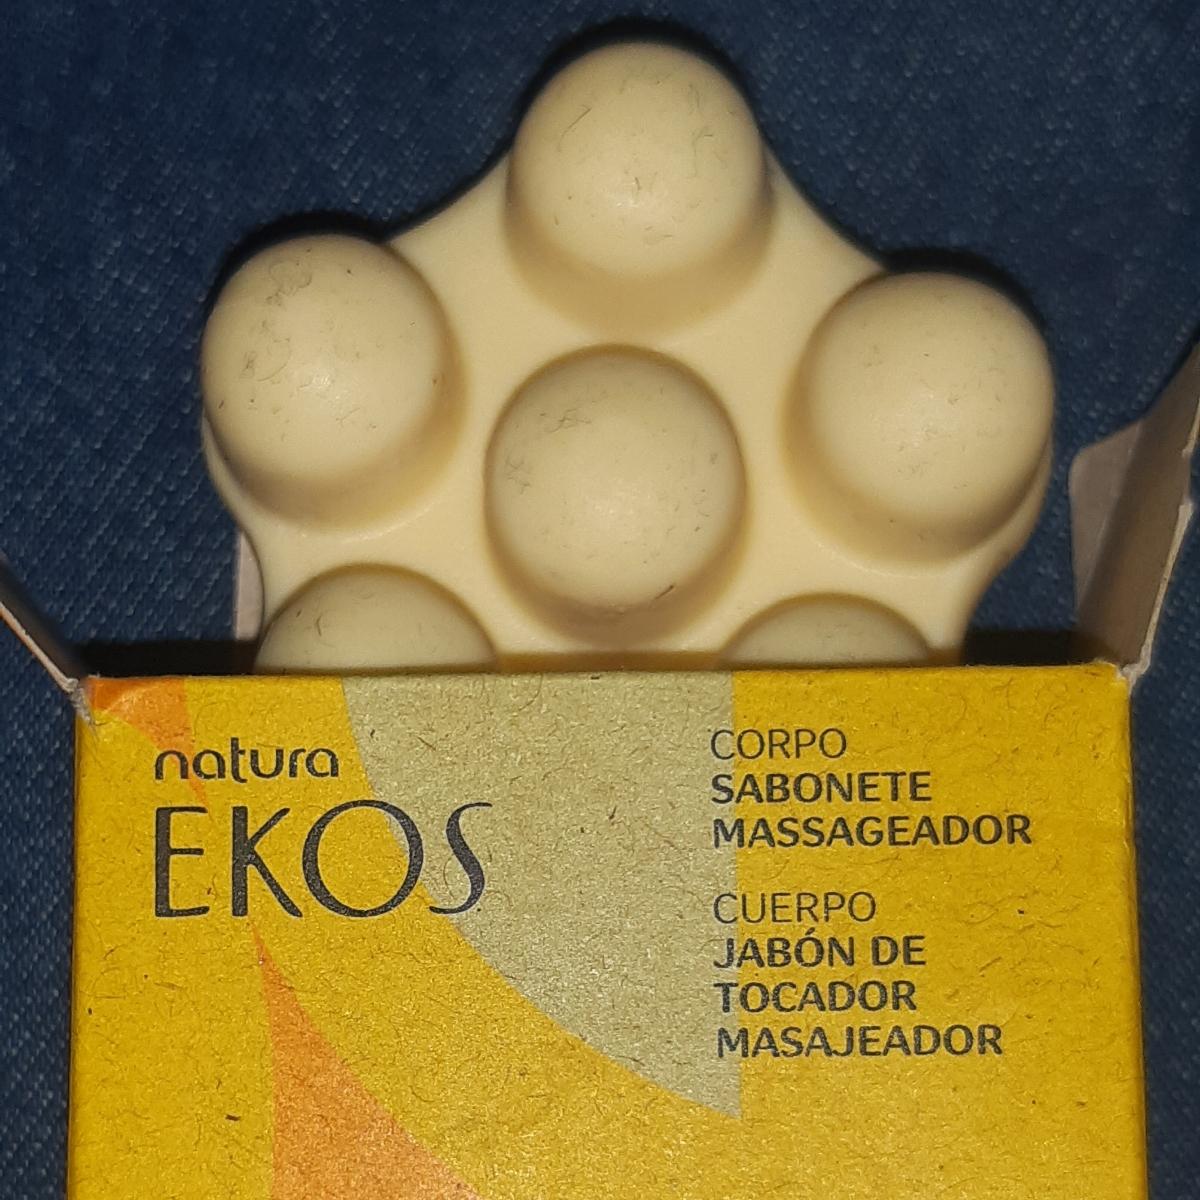 natura
EKOS
CORPO
SABONETE
MASSAGEADOR
CUERPO
JABÓN DE
TOCADOR
MASAJEADOR